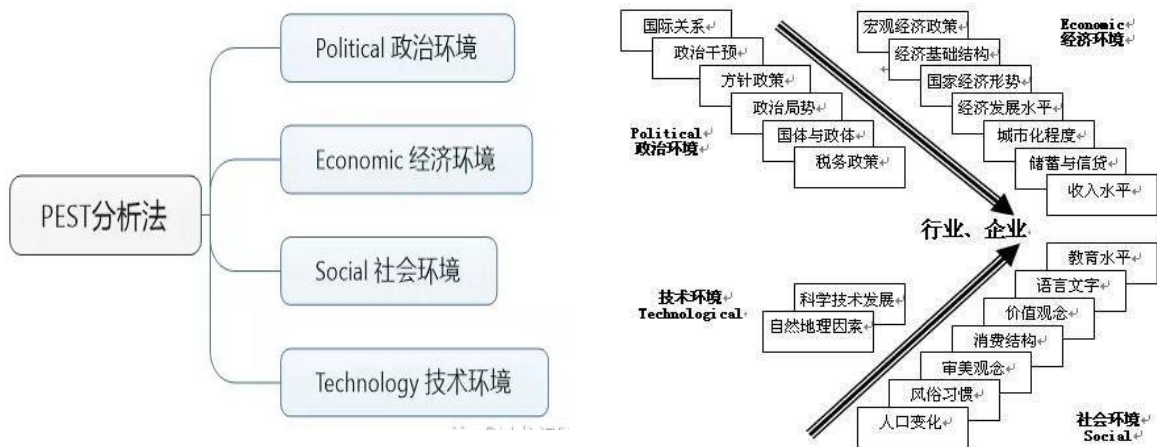 PEST分析法
Political 政治环境
Economic 经济环境
Social 社会环境
Technology 技术环境
国际关系
政治干预
方针政策
政治局势
国体与政体
税务政策
Political
政治环境
宏观经济政策
经济基础结构
国家经济形势
经济发展水平
城市化程度
储蓄与信贷
收入水平
Economic
经济环境
行业、企业
技术环境
Technological
科学技术发展
自然地理因素
教育水平
语言文字
价值观念
消费结构
审美观念
风俗习惯
人口变化
社会环境
Social